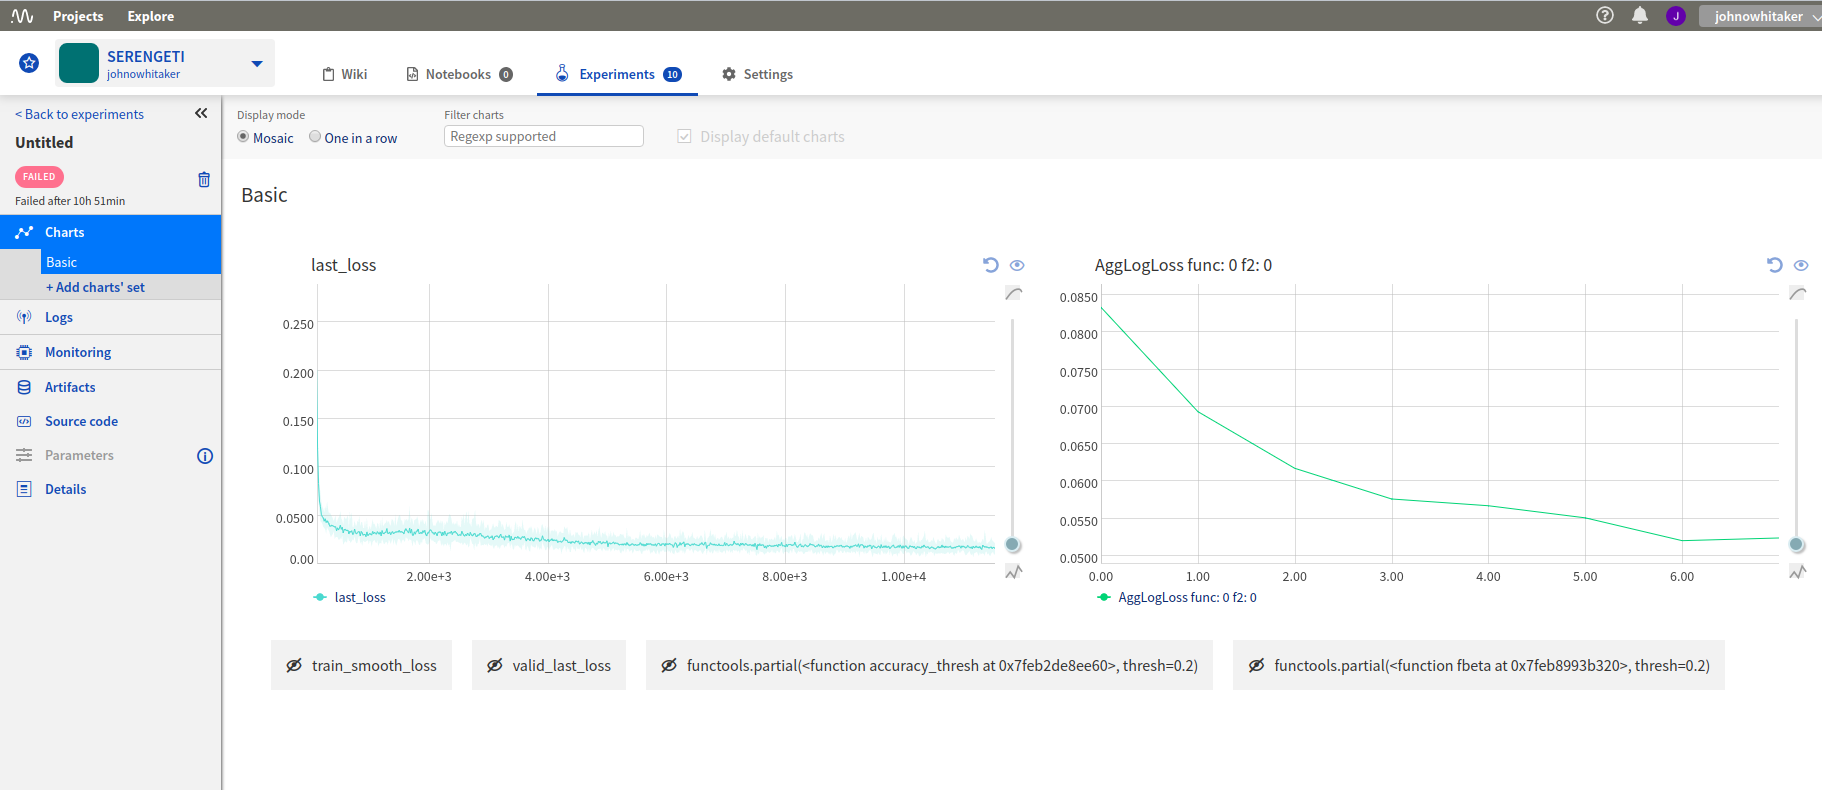 Projects
Explore
J
johnowhitaker
SERENGETI
johnowhitaker
Wiki
Notebooks 0
Experiments 10
Settings
< Back to experiments
Untitled
FAILED
Failed after 10h 51min
Charts
Basic
+ Add charts' set
Logs
Monitoring
Artifacts
Source code
Parameters
Details
Display mode
Mosaic
One in a row
Filter charts
Regexp supported
Display default charts
Basic
last_loss
0.250
0.200
0.150
0.100
0.0500
0.00
2.00e+3
4.00e+3
6.00e+3
8.00e+3
1.00e+4
last_loss
AggLogLoss func: 0 f2: 0
0.0850
0.0800
0.0750
0.0700
0.0650
0.0600
0.0550
0.0500
0.00
1.00
2.00
3.00
4.00
5.00
6.00
AggLogLoss func: 0 f2: 0
train_smooth_loss
valid_last_loss
functools.partial(<function accuracy_thresh at 0x7feb2de8ee60>, thresh=0.2)
functools.partial(<function fbeta at 0x7feb8993b320>, thresh=0.2)